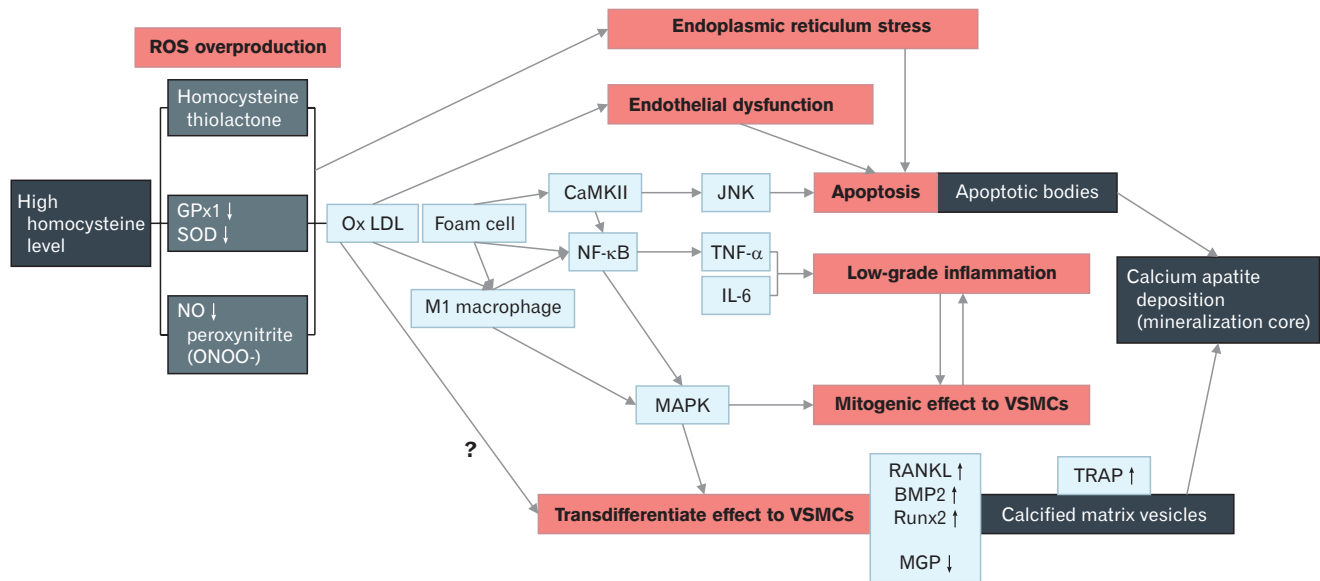 ROS overproduction
Homocysteine
thiolactone
High
homocysteine
level
GPx1 ↓
SOD ↓
NO ↓
peroxynitrite
(ONOO-)
Ox LDL
Foam cell
M1 macrophage
CaMKII
NF-κB
JNK
TNF-α
IL-6
MAPK
?
Endoplasmic reticulum stress
Endothelial dysfunction
Apoptosis
Apoptotic bodies
Low-grade inflammation
Mitogenic effect to VSMCs
Transdifferentiate effect to VSMCs
RANKL ↑
BMP2 ↑
Runx2 ↑
MGP ↓
TRAP ↑
Calcified matrix vesicles
Calcium apatite
deposition
(mineralization core)